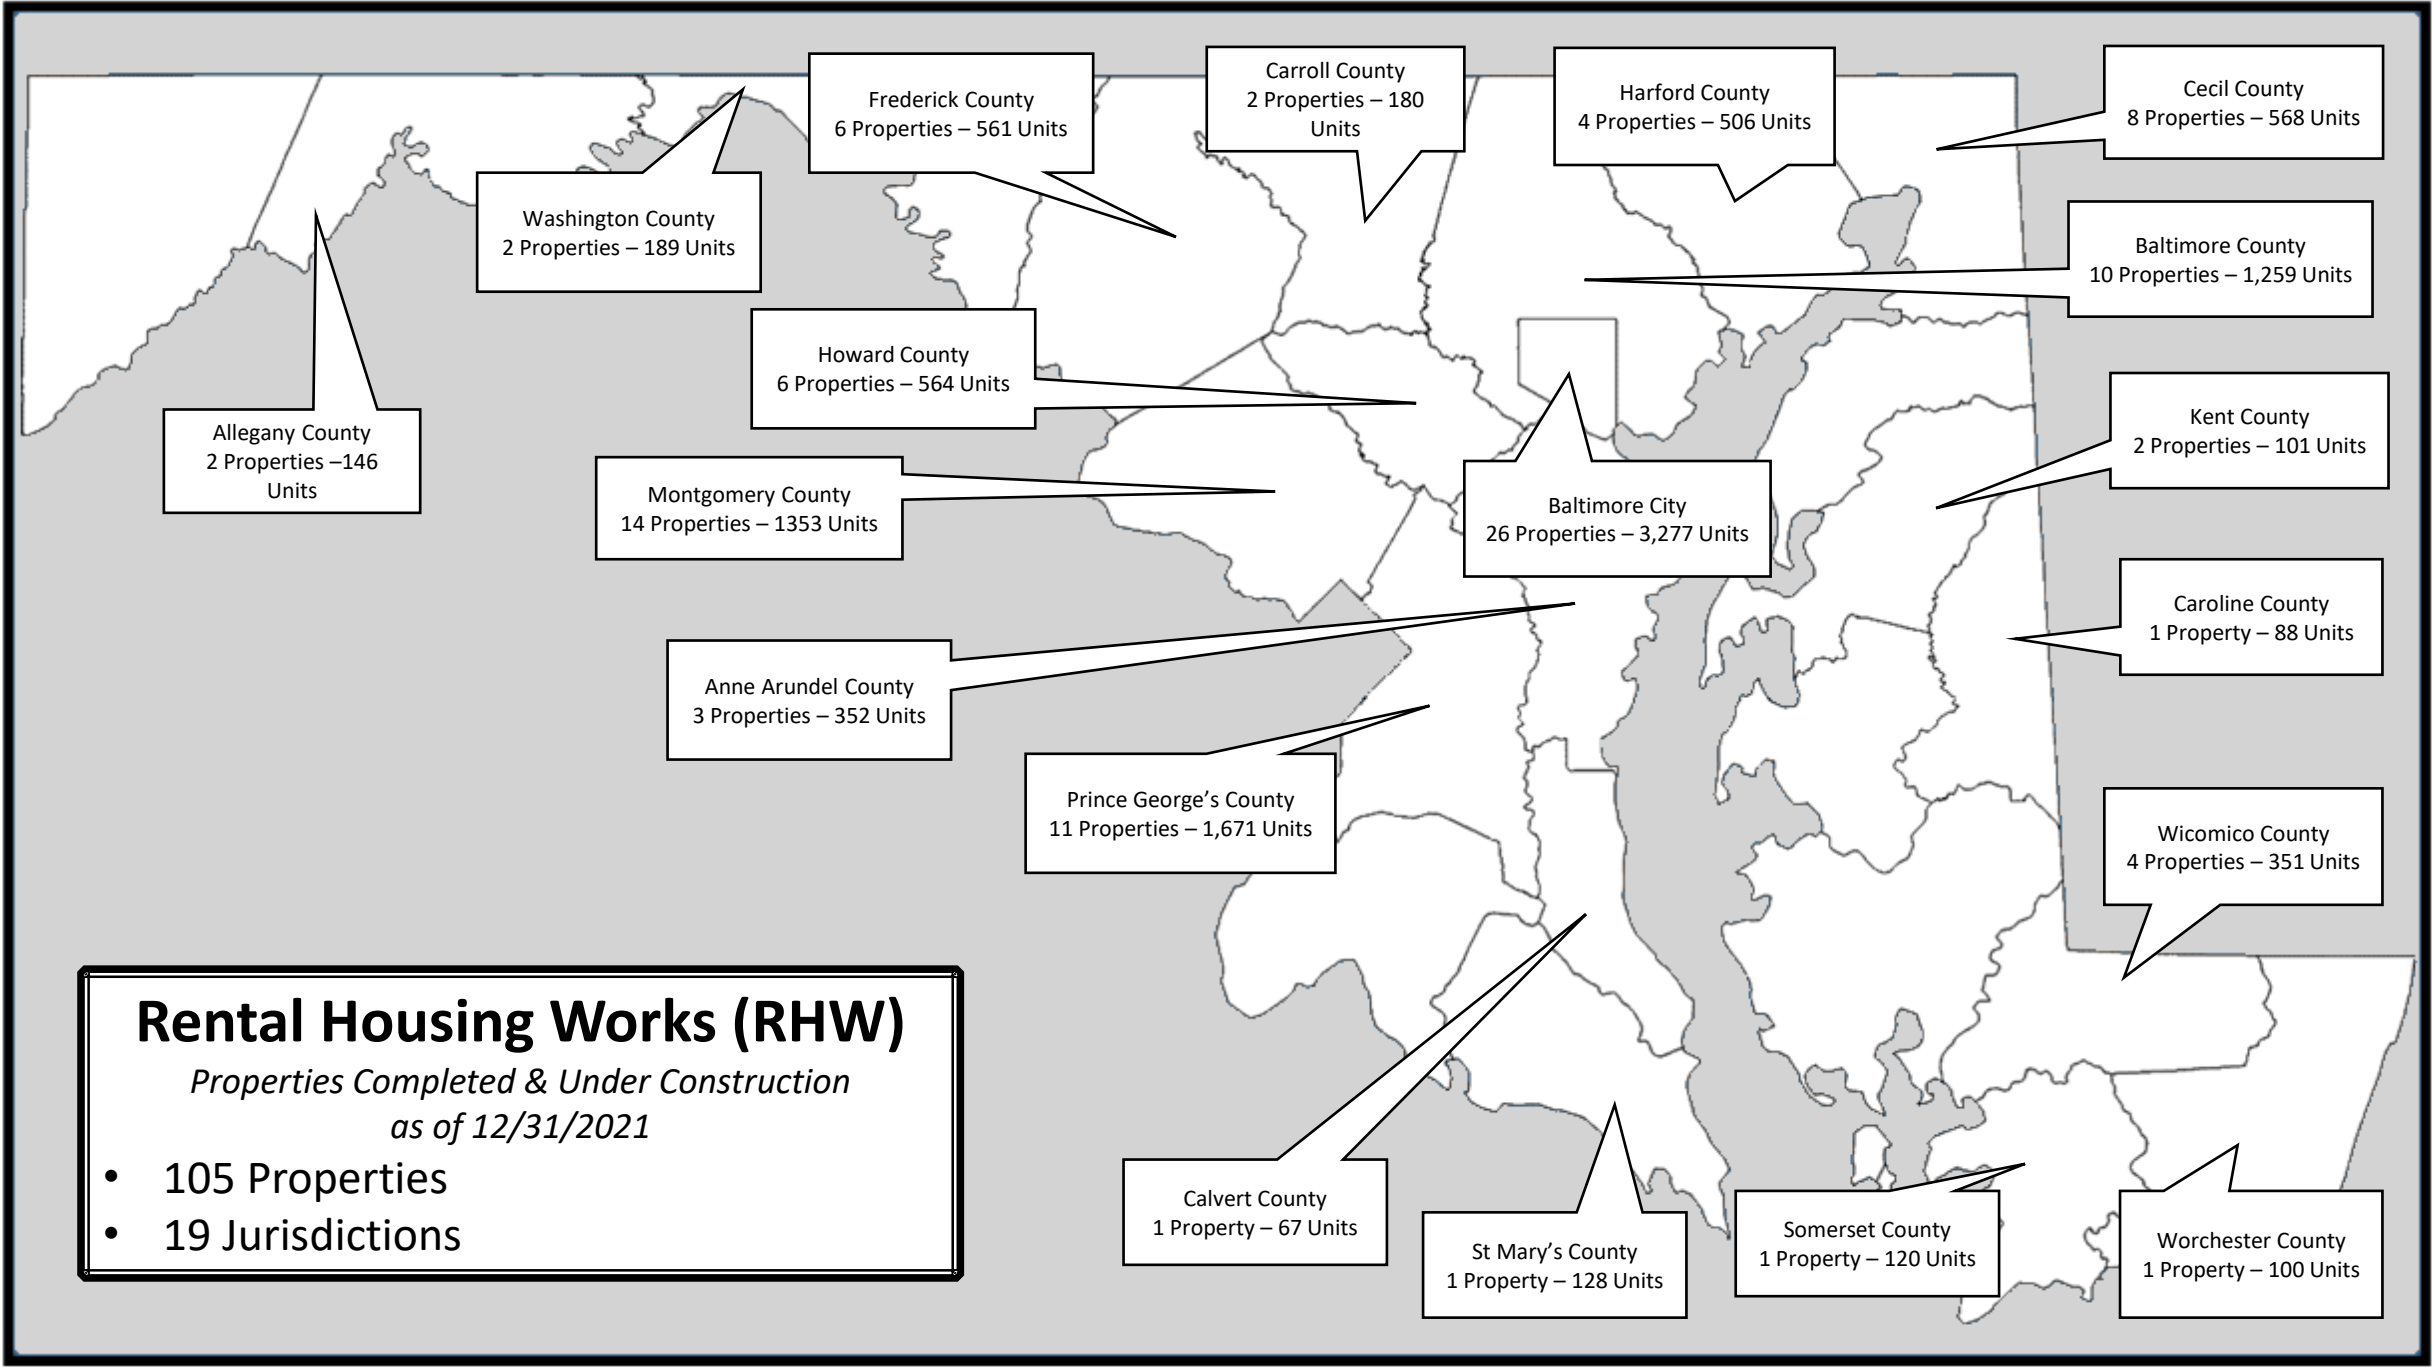 Frederick County
6 Properties – 561 Units
Carroll County
2 Properties – 180
Units
Harford County
4 Properties – 506 Units
Cecil County
8 Properties – 568 Units
Washington County
2 Properties – 189 Units
Baltimore County
10 Properties – 1,259 Units
Howard County
6 Properties – 564 Units
Allegany County
2 Properties –146
Units
Kent County
2 Properties – 101 Units
Montgomery County
14 Properties – 1353 Units
Baltimore City
26 Properties – 3,277 Units
Caroline County
1 Property – 88 Units
Anne Arundel County
3 Properties – 352 Units
Prince George’s County
11 Properties – 1,671 Units
Wicomico County
4 Properties – 351 Units
Rental Housing Works (RHW)
Properties Completed & Under Construction
as of 12/31/2021
• 105 Properties
• 19 Jurisdictions
Calvert County
1 Property – 67 Units
St Mary’s County
1 Property – 128 Units
Somerset County
1 Property – 120 Units
Worchester County
1 Property – 100 Units